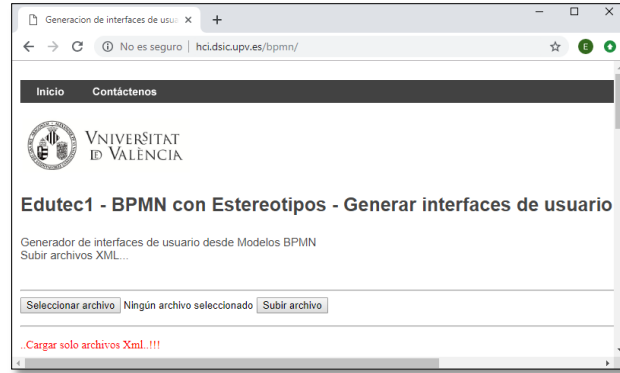 Generacion de interfaces de usua
No es seguro | hci.dsic.upv.es/bpmn/
E
Inicio Contáctenos
VNIVERSITAT
ID VALÈNCIA
Edutec1 - BPMN con Estereotipos - Generar interfaces de usuario
Generador de interfaces de usuario desde Modelos BPMN
Subir archivos XML...
Seleccionar archivo Ningún archivo seleccionado Subir archivo
..Cargar solo archivos Xml..!!!